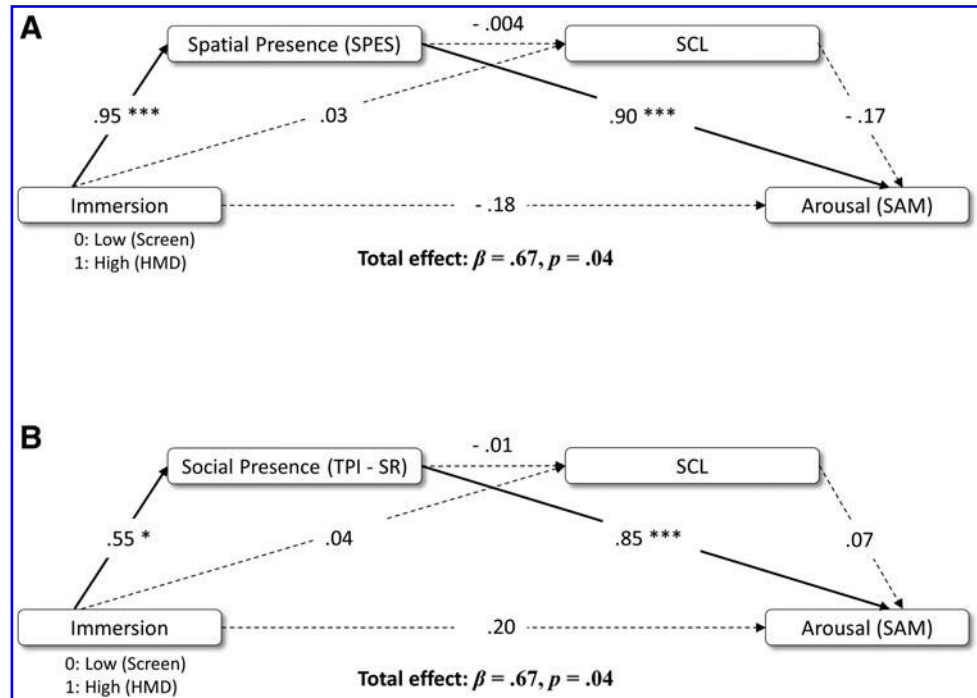 A
- .004
Spatial Presence (SPES)
SCL
.95 ***
.03
.90 ***
- .17
Immersion
- .18
Arousal (SAM)
0: Low (Screen)
1: High (HMD)
Total effect: β = .67, p = .04
B
- .01
Social Presence (TPI - SR)
SCL
.55 *
.04
.85 ***
.07
Immersion
.20
Arousal (SAM)
0: Low (Screen)
1: High (HMD)
Total effect: β = .67, p = .04